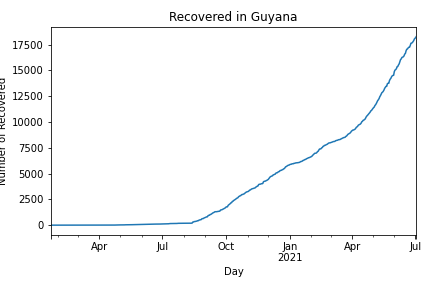 Recovered in Guyana
Number of Recovered
17500
15000
12500
10000
7500
5000
2500
0
Apr
Jul
Oct
Jan
2021
Apr
Jul
Day